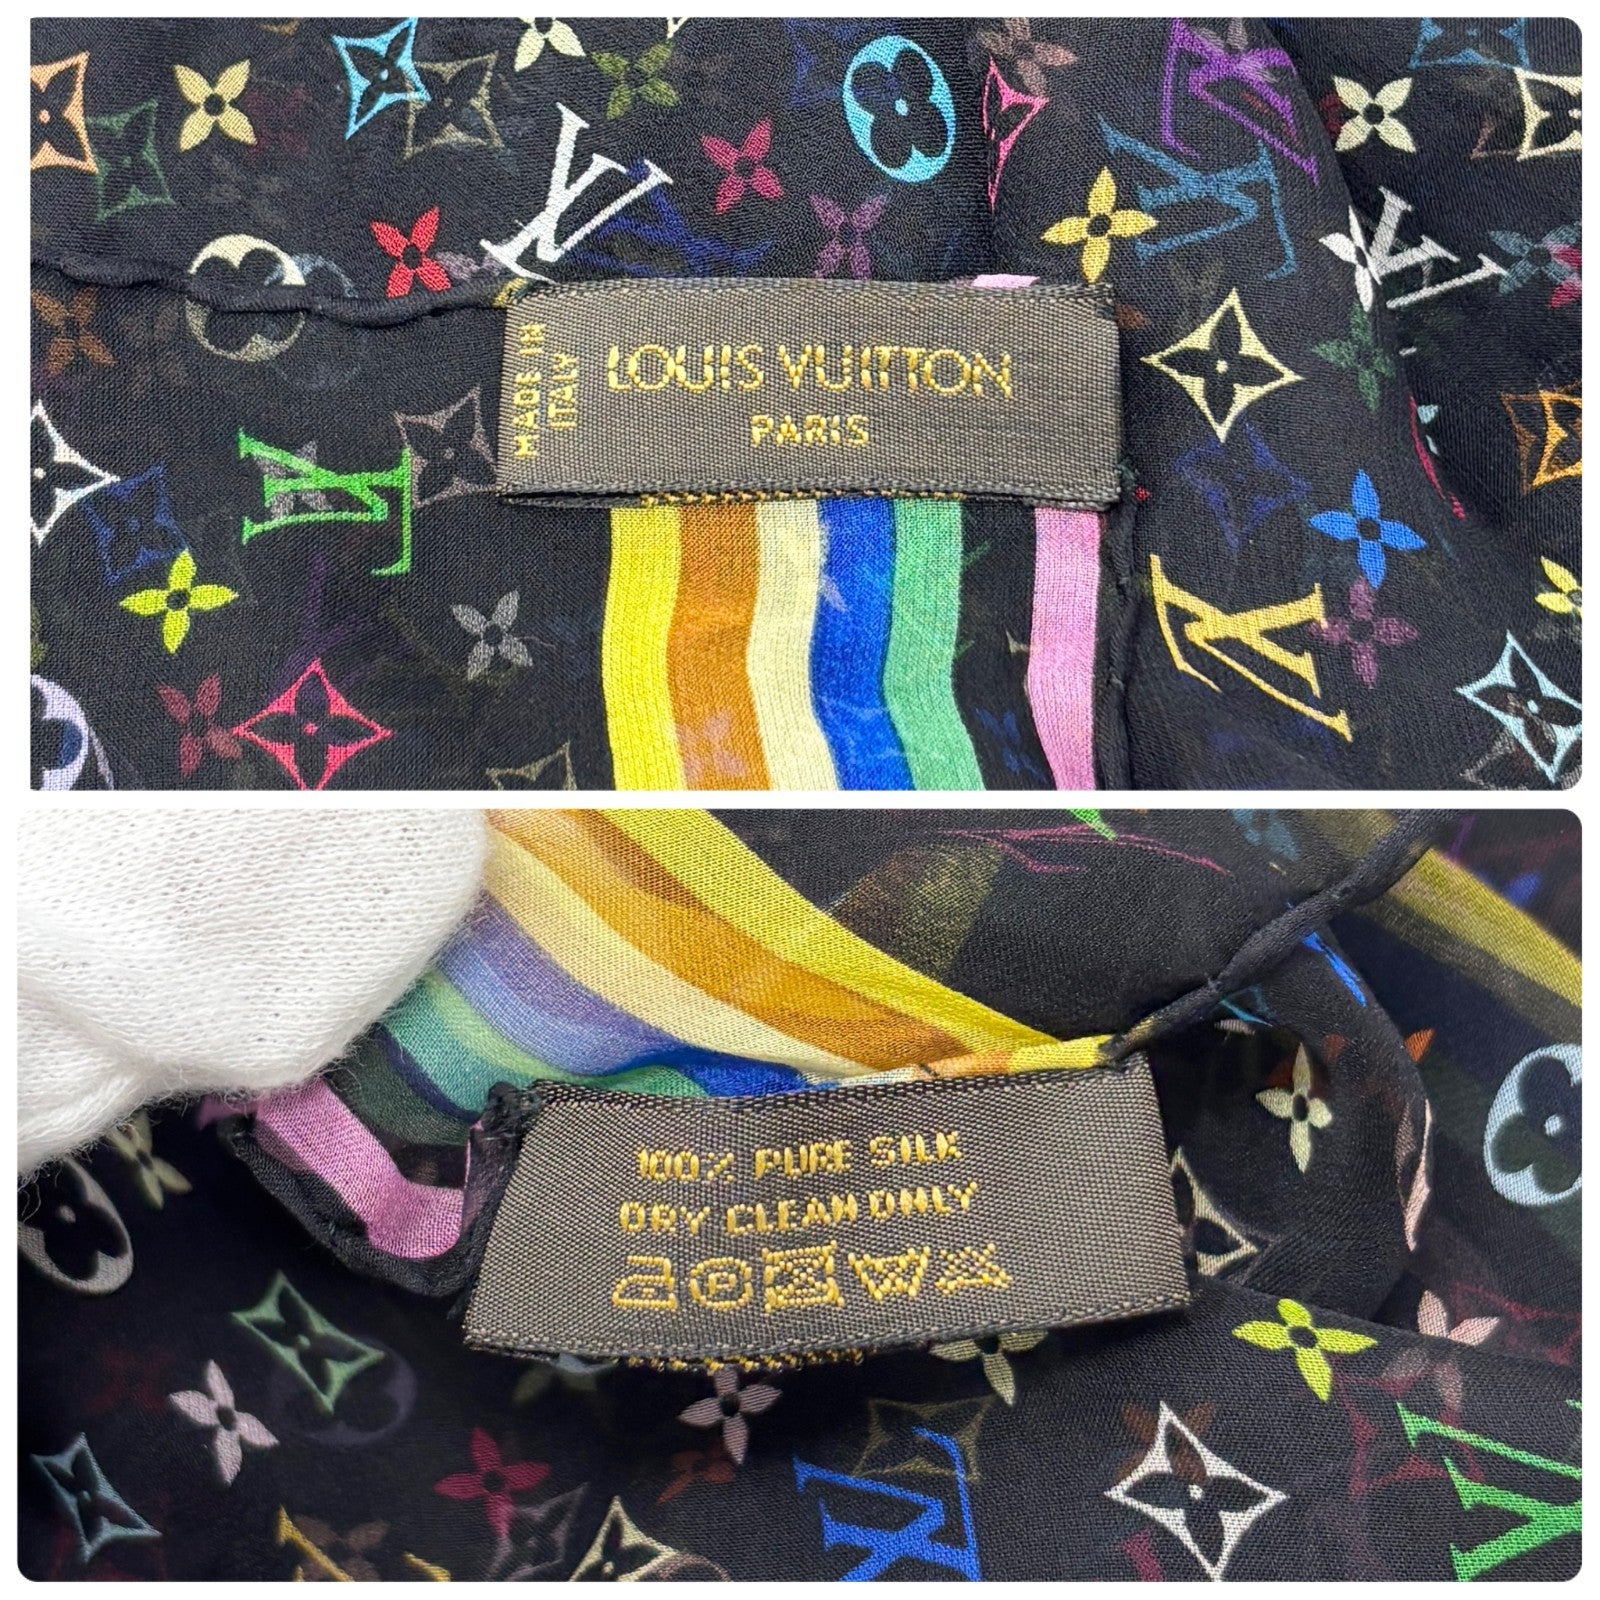 MADE IN
ITALY
LOUIS VUITTON
PARIS
100% PURE SILK
DRY CLEAN ONLY
P